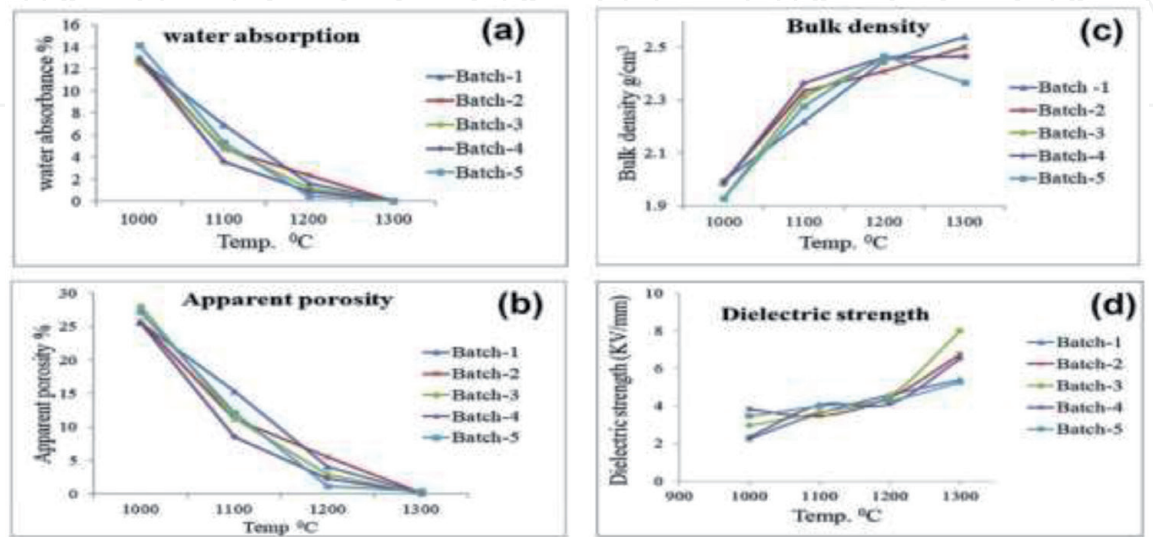 water absorption
(a)
water absorbance %
16
14
12
10
8
6
4
2
0
1000 1100 1200 1300
Temp. ⁰C
Batch-1
Batch-2
Batch-3
Batch-4
Batch-5
Bulk density
(c)
Bulk density g/cm³
2.5
2.3
2.1
1.9
1000 1100 1200 1300
Temp. ⁰C
Batch -1
Batch-2
Batch-3
Batch-4
Batch-5
Apparent porosity
(b)
Apparent porosity %
30
25
20
15
10
5
0
1000 1100 1200 1300
Temp ⁰C
Batch-1
Batch-2
Batch-3
Batch-4
Batch-5
Dielectric strength
(d)
Dielectric strength (KV/mm)
10
8
6
4
2
0
900 1000 1100 1200 1300
Temp. ⁰C
Batch-1
Batch-2
Batch-3
Batch-4
Batch-5